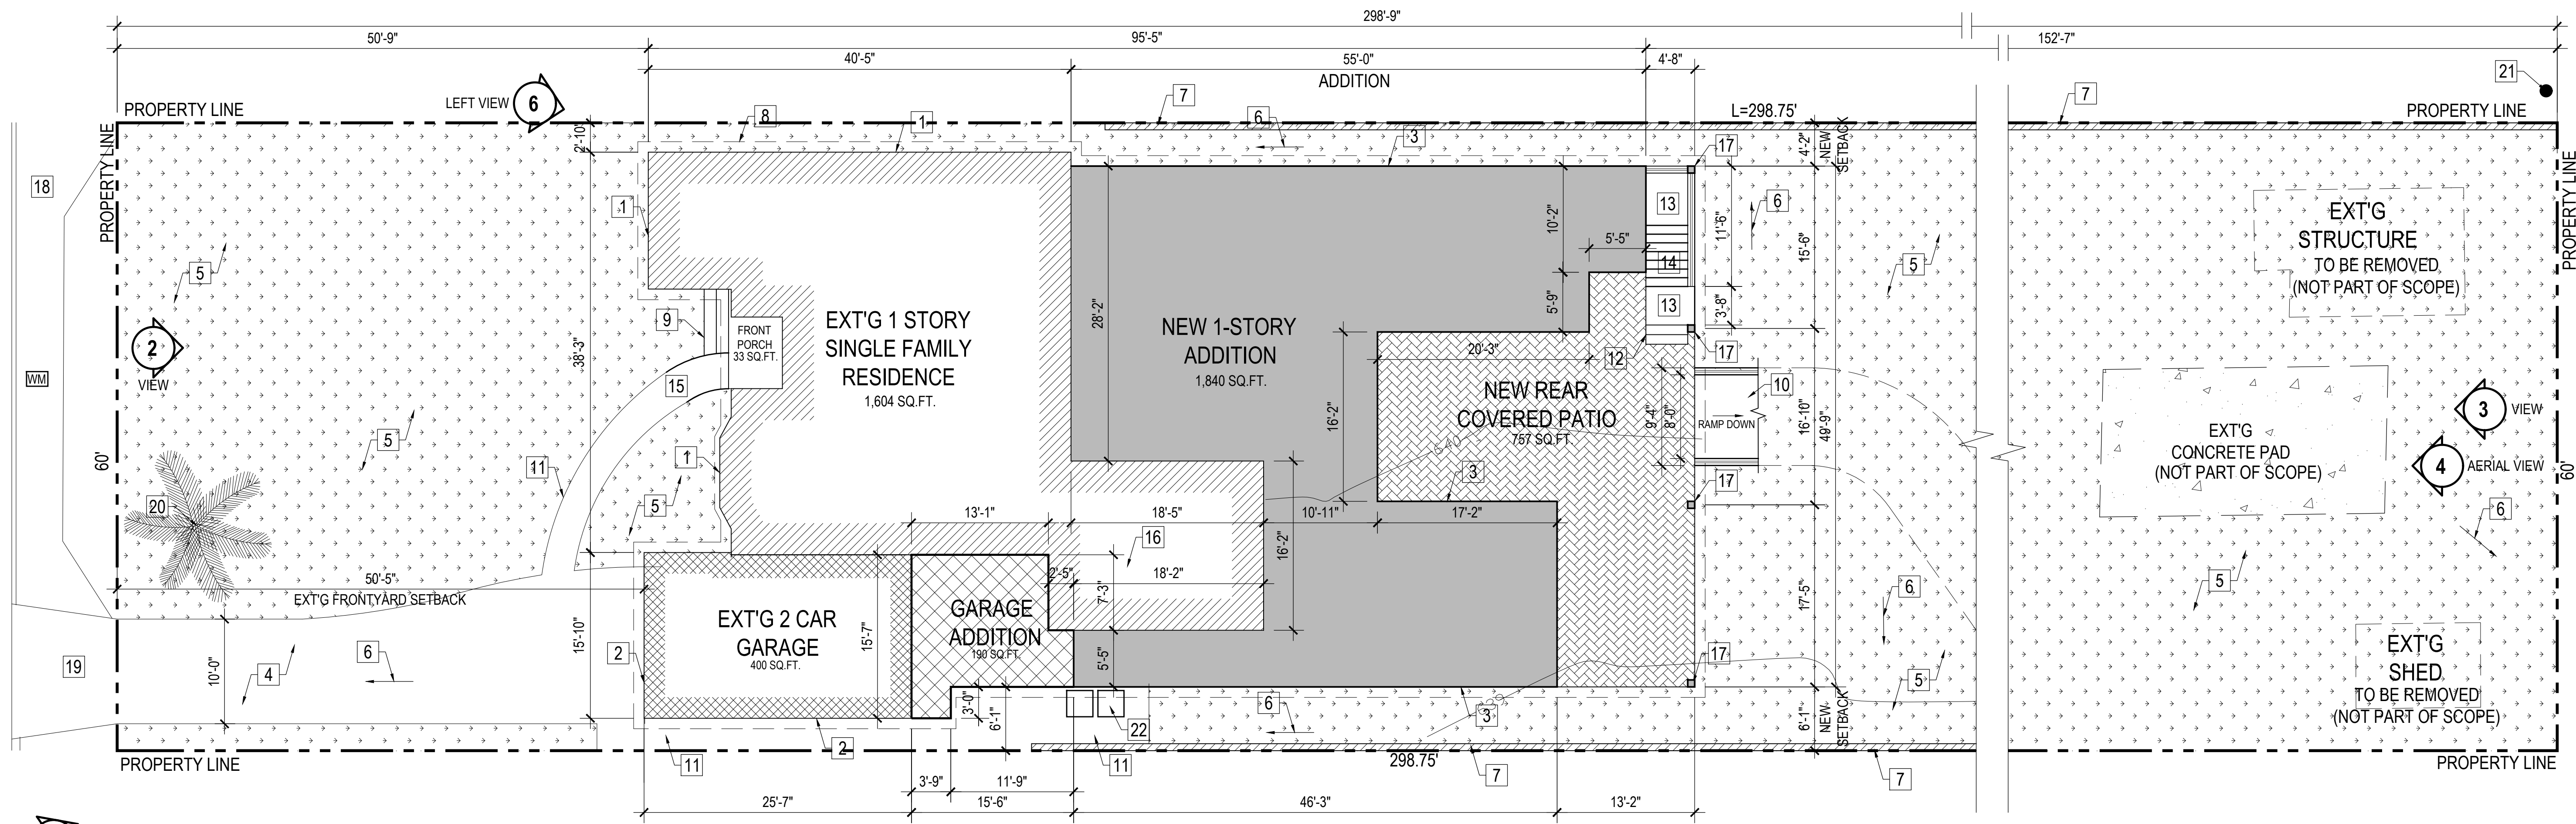 298'-9"
50'-9"
95'-5"
152'-7"
40'-5"
55'-0"
4'-8"
ADDITION
21
LEFT VIEW
6
PROPERTY LINE
8
1
7
6
3
L=298.75'
7
PROPERTY LINE
PROPERTY LINE
2'-10"
4'-2"
NEW
SETBACK
17
PROPERTY LINE
18
1
13
6
10'-2"
11'-6"
15'-6"
5'-5"
14
5
EXT'G
STRUCTURE
TO BE REMOVED
(NOT PART OF SCOPE)
5
13
5'-9"
3'-8"
9
FRONT
PORCH
33 SQ.FT.
EXT'G 1 STORY
SINGLE FAMILY
RESIDENCE
1,604 SQ.FT.
28'-2"
NEW 1-STORY
ADDITION
1,840 SQ.FT.
20'-3"
12
17
2
VIEW
WM
38'-3"
15
NEW REAR
COVERED PATIO
757 SQ.FT.
16'-2"
9'-4"
8'-0"
10
RAMP DOWN
16'-10"
49'-9"
EXT'G
CONCRETE PAD
(NOT PART OF SCOPE)
3
VIEW
4
AERIAL VIEW
60'
60'
5
11
1
640
3
17
20
5
13'-1"
18'-5"
10'-11"
17'-2"
16
16'-2"
6
50'-5"
EXT'G FRONTYARD SETBACK
2'-5"
18'-2"
7'-3"
17'-5"
6
5
15'-10"
EXT'G 2 CAR
GARAGE
400 SQ.FT.
15'-7"
GARAGE
ADDITION
190 SQ.FT.
5'-5"
EXT'G
SHED
TO BE REMOVED
(NOT PART OF SCOPE)
19
10'-0"
4
6
2
17
5
3'-0"
6'-1"
22
6
639
3
6'-1"
NEW
SETBACK
2
11
11
298.75'
7
7
PROPERTY LINE
PROPERTY LINE
3'-9"
11'-9"
25'-7"
15'-6"
46'-3"
13'-2"